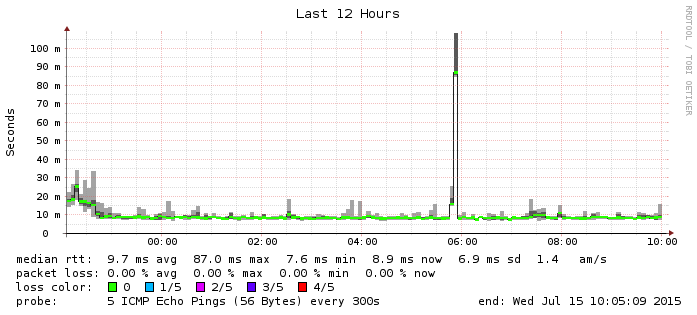 Last 12 Hours
RRDTOOL / TOBI OETIKER
Seconds
100 m
90 m
80 m
70 m
60 m
50 m
40 m
30 m
20 m
10 m
0
00:00 02:00 04:00 06:00 08:00 10:00
median rtt: 9.7 ms avg 87.0 ms max 7.6 ms min 8.9 ms now 6.9 ms sd 1.4 am/s
packet loss: 0.00 % avg 0.00 % max 0.00 % min 0.00 % now
loss color: 0 1/5 2/5 3/5 4/5
probe: 5 ICMP Echo Pings (56 Bytes) every 300s end: Wed Jul 15 10:05:09 2015